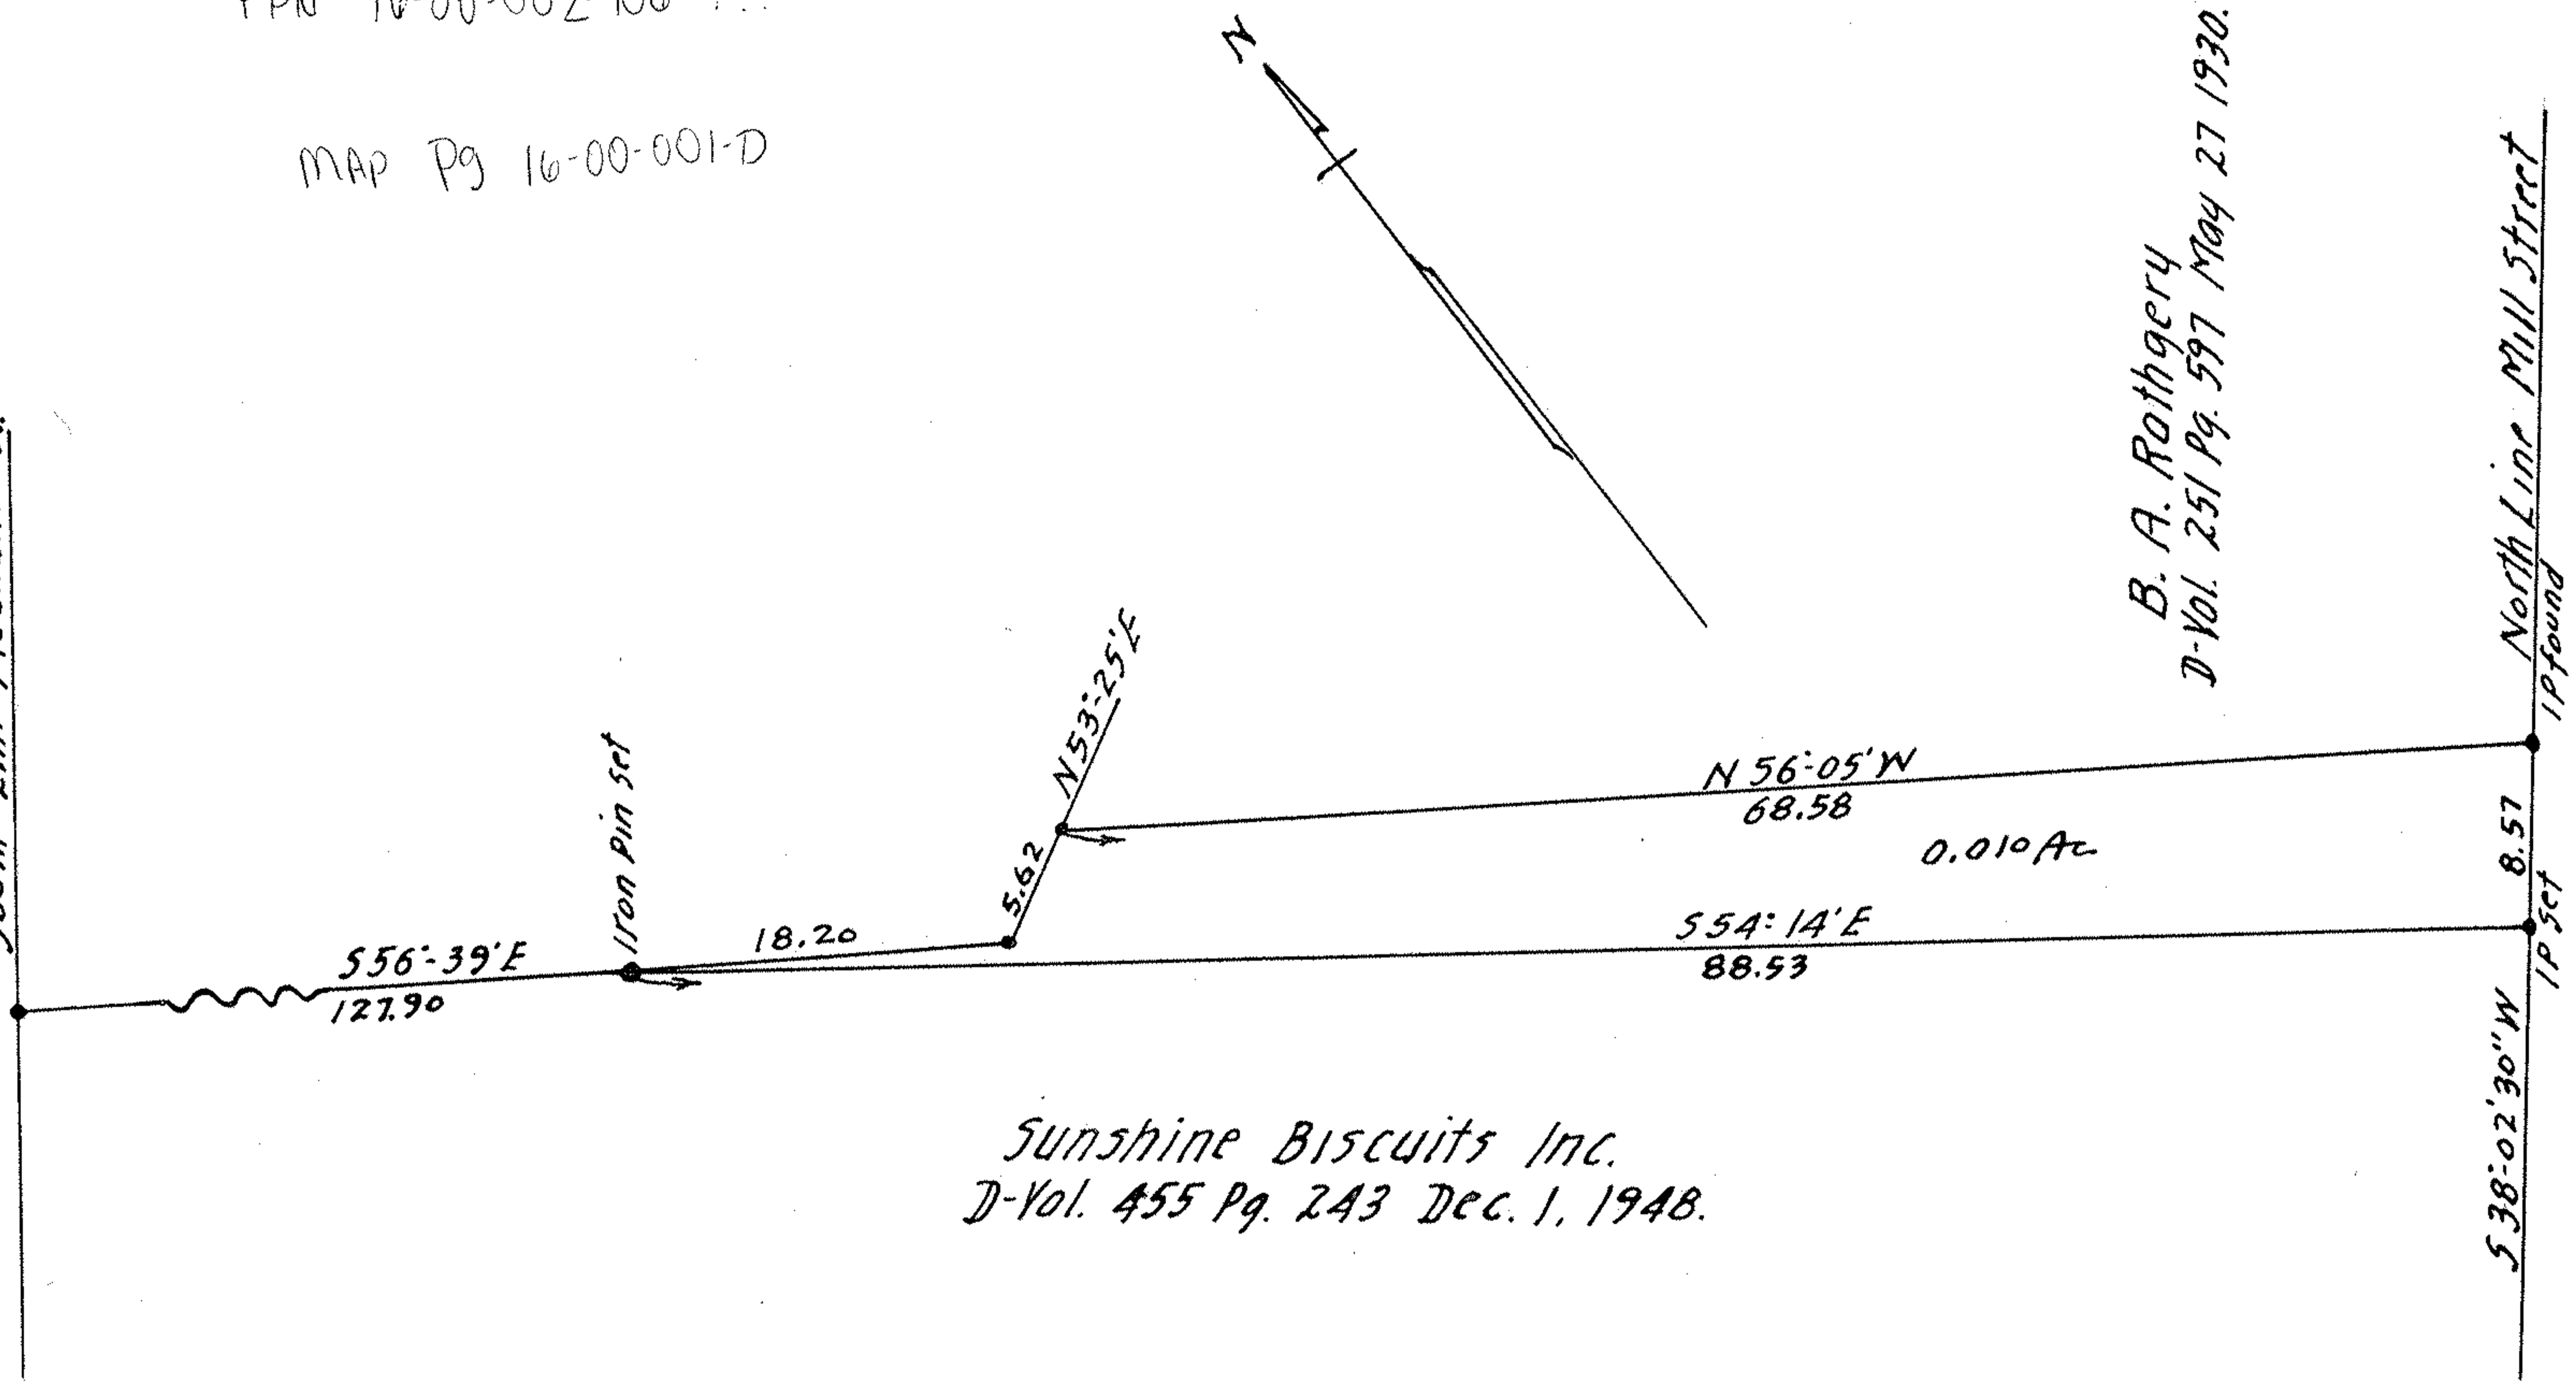 MAP Pg 16-00-001-D
N
B. A. Rothgery
D-Vol. 251 Pg. 597 May 27 1930.
North Line Mill Street
IP found
Iron pin set
N53°-25'E
N 56°-05'W
68.58
0.010 Ac
8.57
5.62
18.20
S56°-39'E
127.90
S54°-14'E
88.53
IP set
S38°-02'30"W
Sunshine Biscuits Inc.
D-Vol. 455 Pg. 243 Dec. 1, 1948.